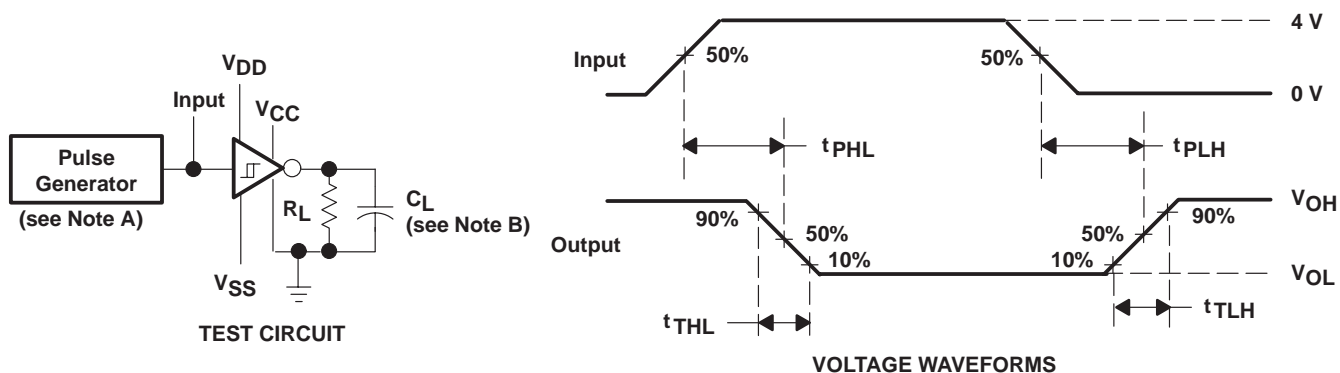 VDD
Input
VCC
Pulse
Generator
(see Note A)
RL
CL
(see Note B)
VSS
TEST CIRCUIT
4 V
Input
50%
50%
0 V
tPHL
tPLH
VOH
90%
90%
Output
50%
50%
10%
10%
VOL
tTHL
tTLH
VOLTAGE WAVEFORMS